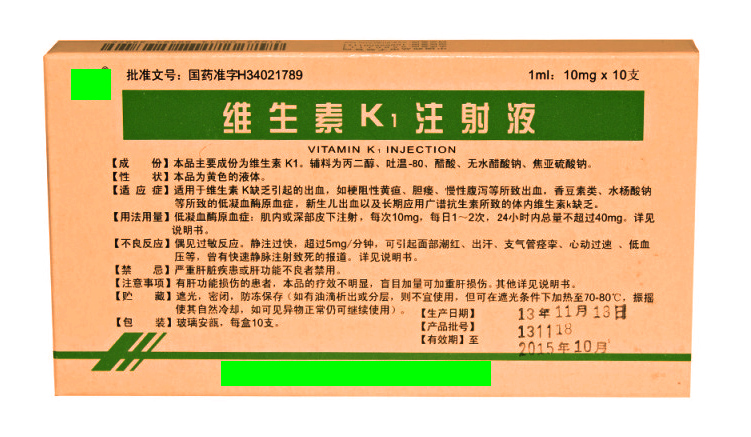 批准文号：国药准字H34021789 1ml：10mg x 10支
维生素K1注射液
VITAMIN K1 INJECTION
【成 份】本品主要成份为维生素 K1。辅料为丙二醇、吐温-80、醋酸、无水醋酸钠、焦亚硫酸钠。
【性 状】本品为黄色的液体。
【适 应 症】适用于维生素 K缺乏引起的出血，如梗阻性黄疸、胆瘘、慢性腹泻等所致出血，香豆素类、水杨酸钠
等所致的低凝血酶原血症，新生儿出血以及长期应用广谱抗生素所致的体内维生素k缺乏。
【用法用量】低凝血酶原血症：肌内或深部皮下注射，每次10mg，每日1～2次，24小时内总量不超过40mg。详见
说明书。
【不良反应】偶见过敏反应。静注过快，超过5mg/分钟，可引起面部潮红、出汗、支气管痉挛、心动过速 、低血
压等，曾有快速静脉注射致死的报道。详见说明书。
【禁 忌】严重肝脏疾患或肝功能不良者禁用。
【注意事项】有肝功能损伤的患者，本品的疗效不明显，盲目加量可加重肝损伤。其他详见说明书。
【贮 藏】遮光，密闭，防冻保存（如有油滴析出或分层，则不宜使用，但可在遮光条件下加热至70-80℃，振摇
使其自然冷却，如可见异物正常仍可继续使用）。
【包 装】玻璃安瓿，每盒10支。
【生产日期】 13年11月13日
【产品批号】 131118
【有效期】至 2015年10月